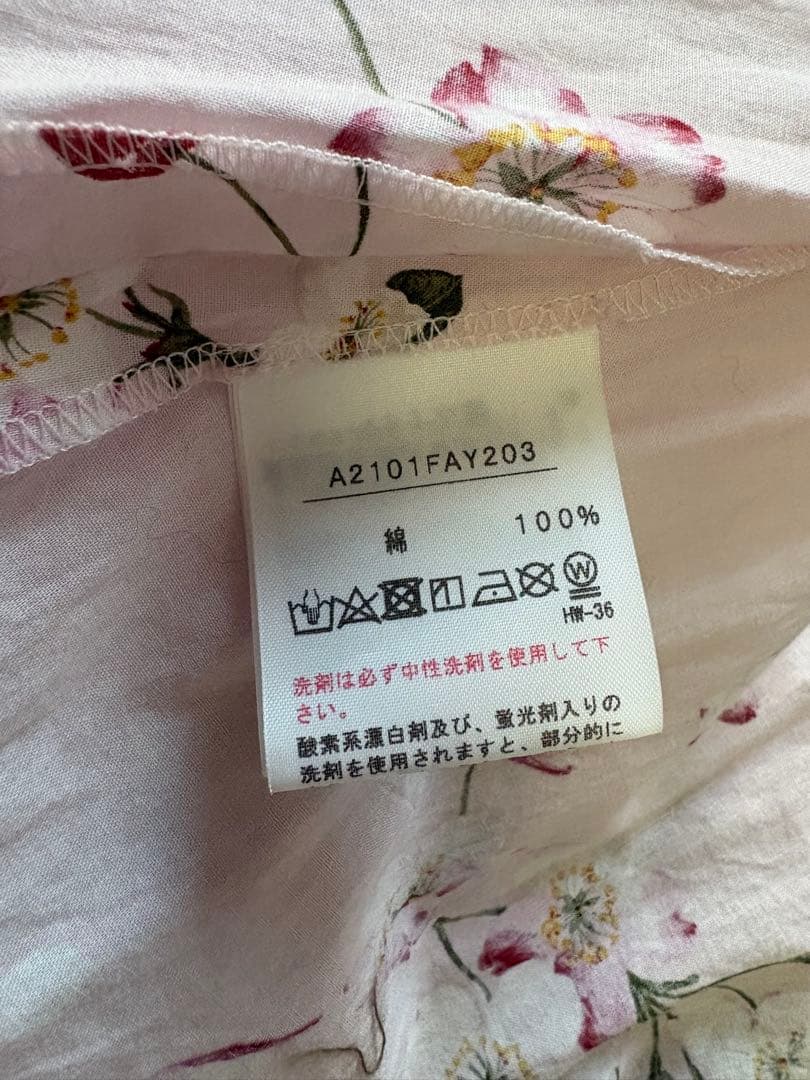 A2101FAY203
綿 100%
W
HW-36
洗剤は必ず中性洗剤を使用して下
さい。
酸素系漂白剤及び、蛍光剤入りの
洗剤を使用されますと、部分的に